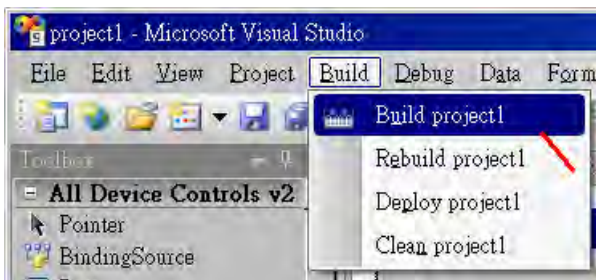 project1 - Microsoft Visual Studio
File Edit View Project Build Debug Data Form
Build project1
Toolbox
Rebuild project1
All Device Controls v2
Deploy project1
Pointer
Clean project1
BindingSource